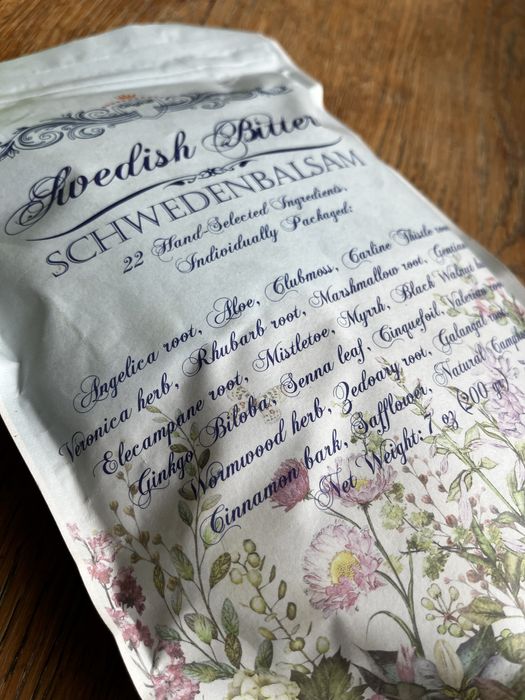 Swedish Bitter
SCHWEDENBALSAM
22 Hand-Selected Ingredients,
Individually Packaged:
Angelica root, Aloe, Clubmoss, Carline Thistle root
Veronica herb, Rhubarb root, Marshmallow root, Gentian
Elecampane root, Mistletoe, Myrrh, Black Walnut
Ginkgo Biloba, Senna leaf, Cinquefoil, Valerian root
Wormwood herb, Zedoary root, Galangal root
Cinnamon bark, Safflower, Natural Camphor
Net Weight: 7 oz (200 gr)